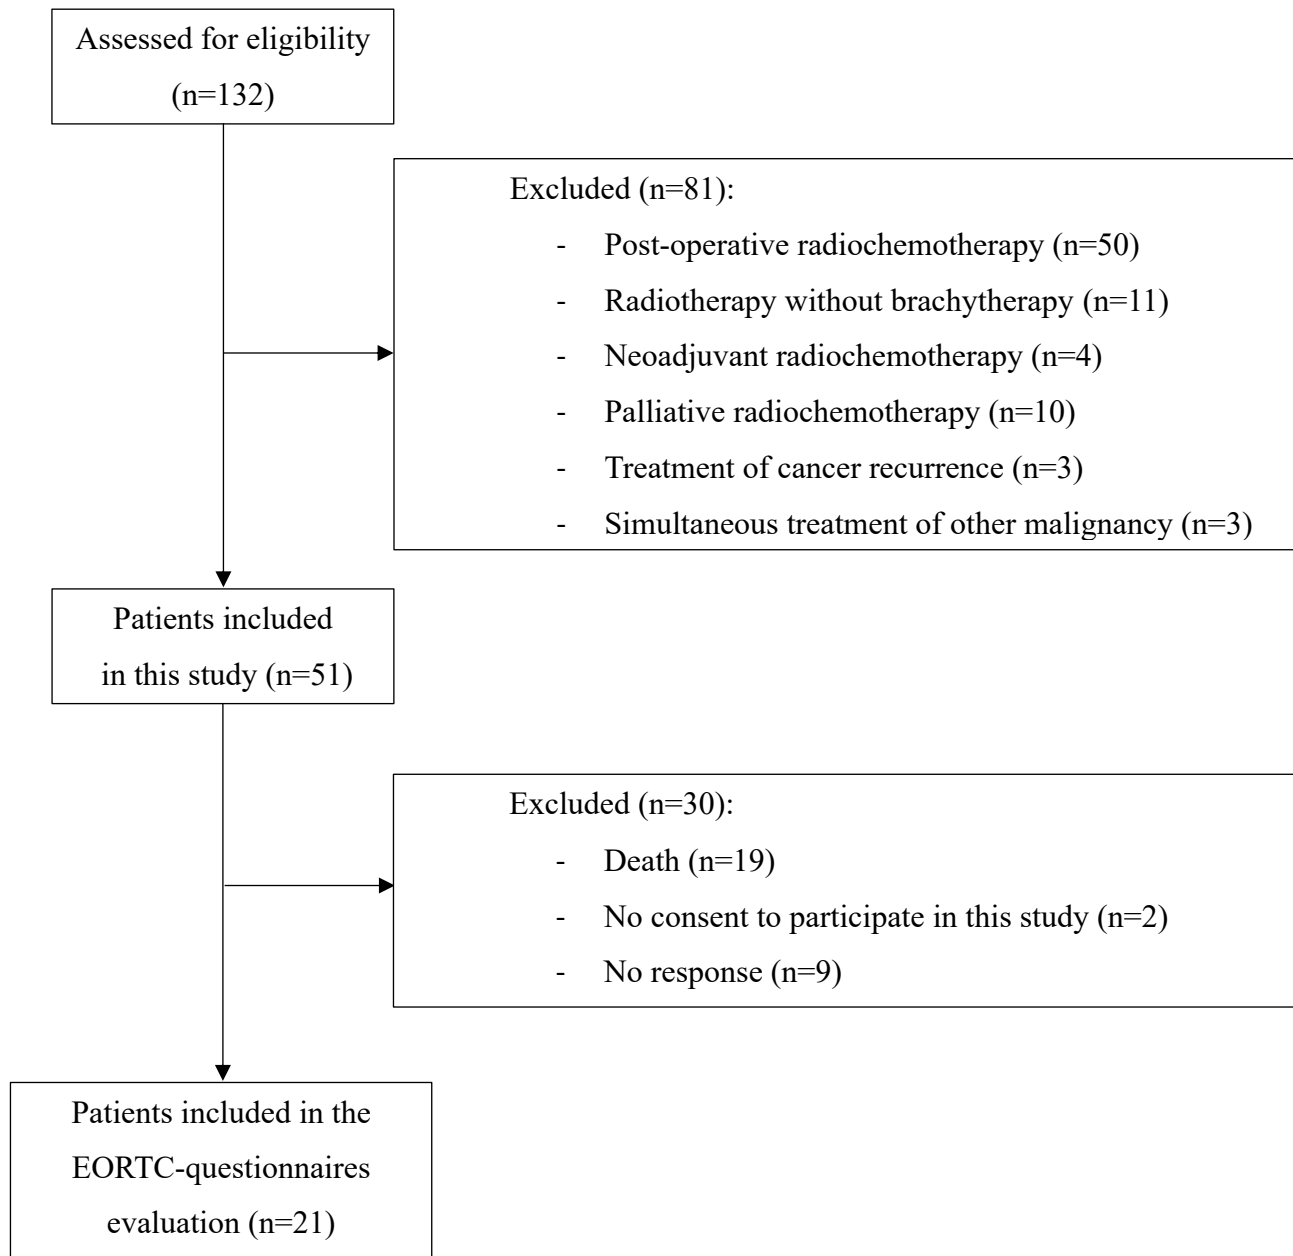 Assessed for eligibility
(n=132)
Excluded (n=81):
- Post-operative radiochemotherapy (n=50)
- Radiotherapy without brachytherapy (n=11)
- Neoadjuvant radiochemotherapy (n=4)
- Palliative radiochemotherapy (n=10)
- Treatment of cancer recurrence (n=3)
- Simultaneous treatment of other malignancy (n=3)
Patients included
in this study (n=51)
Excluded (n=30):
- Death (n=19)
- No consent to participate in this study (n=2)
- No response (n=9)
Patients included in the
EORTC-questionnaires
evaluation (n=21)